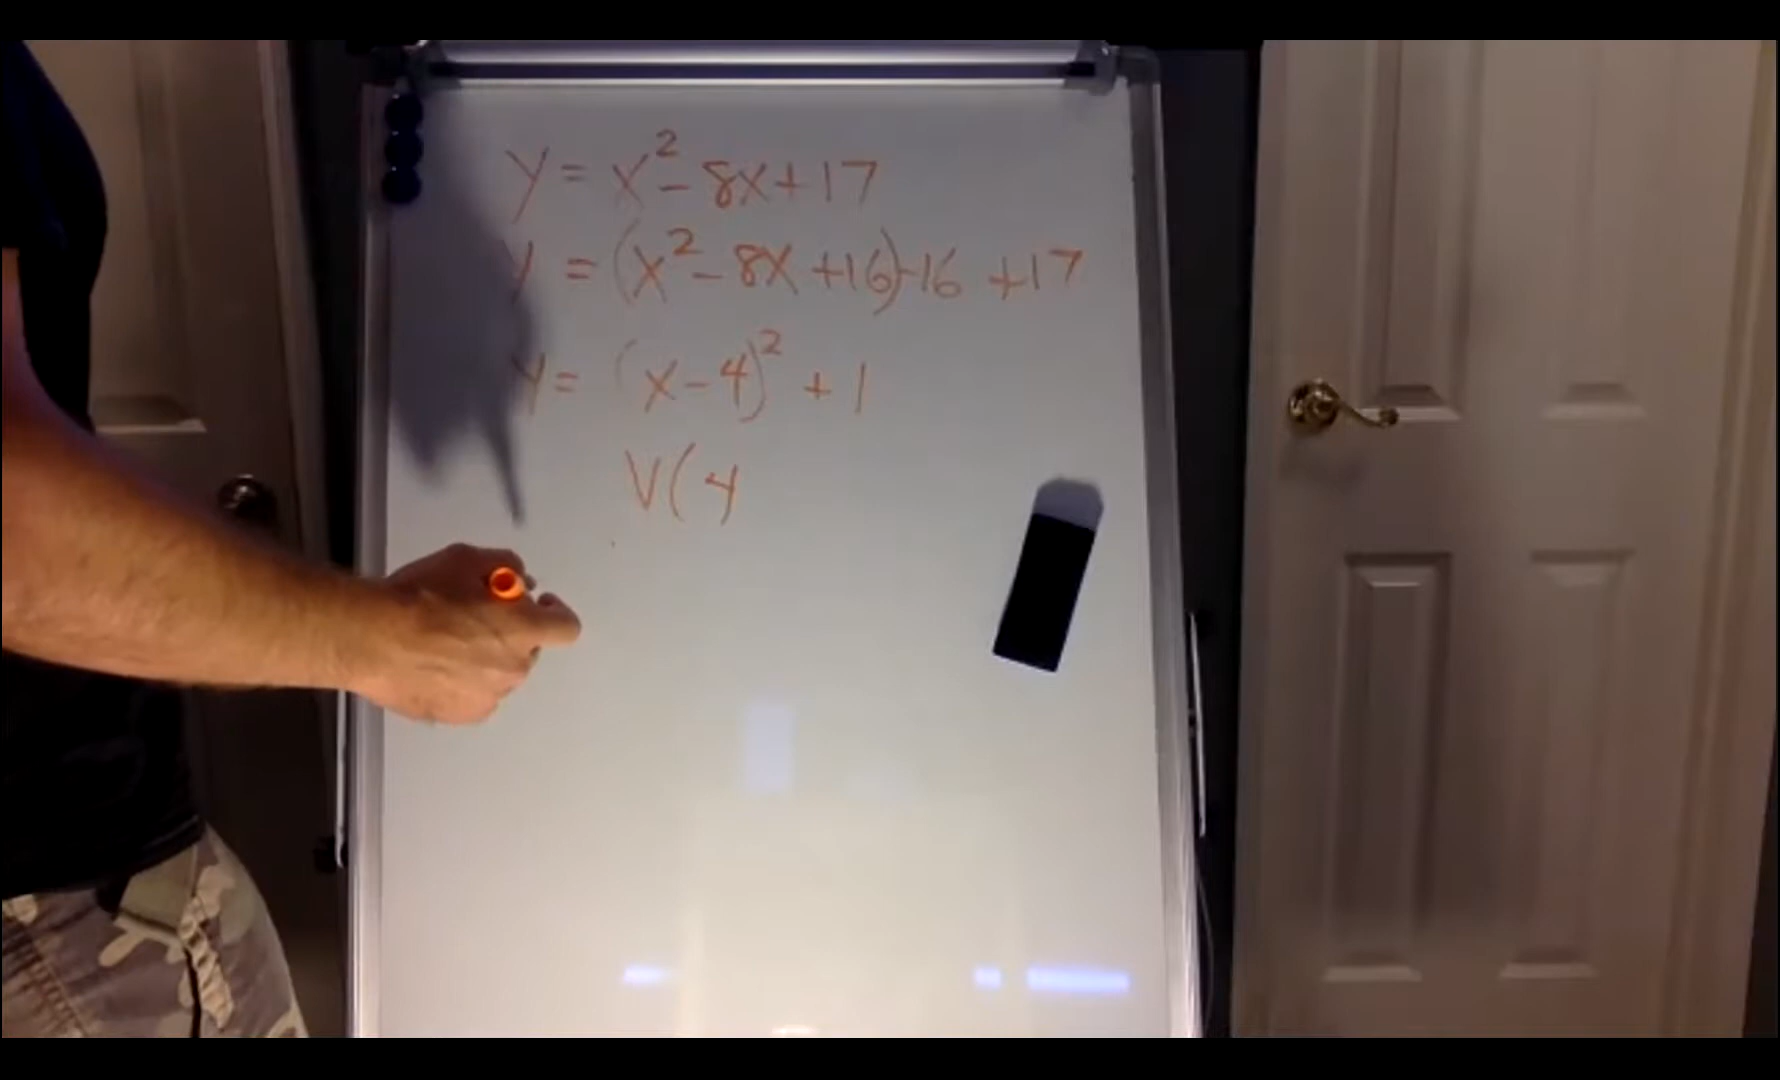 y = x² - 8x + 17
y = (x² - 8x + 16) - 16 + 17
y = (x - 4)² + 1
V(4